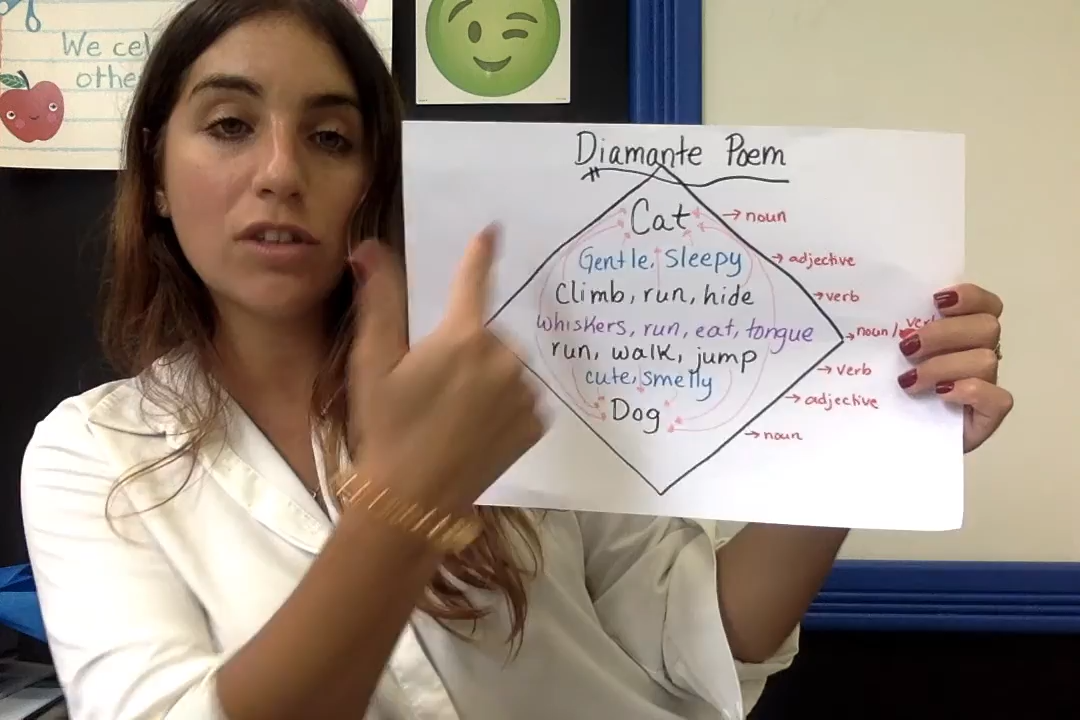 We cel
othe
Diamante Poem
Cat → noun
Gentle, Sleepy → adjective
Climb, run, hide → verb
whiskers, run, eat, tongue → noun / verb
run, walk, jump → verb
cute, smelly → adjective
Dog → noun